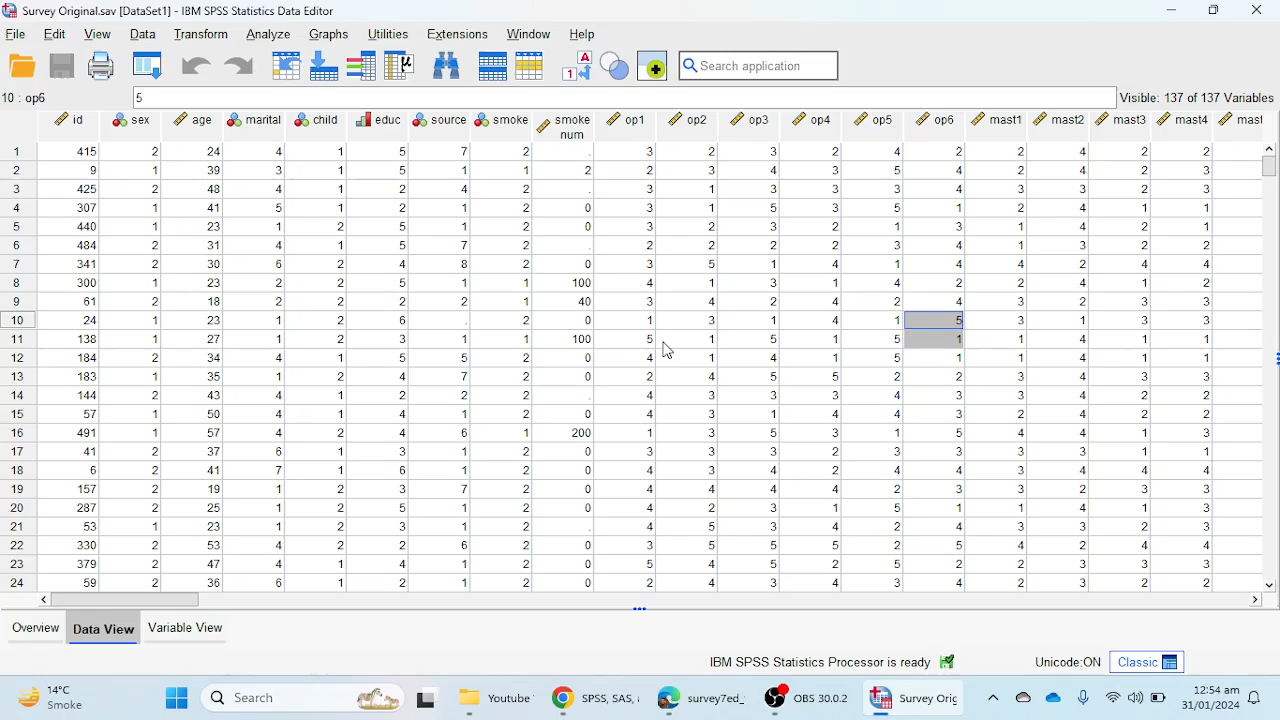 Survey Original.sav [DataSet1] - IBM SPSS Statistics Data Editor
File Edit View Data Transform Analyze Graphs Utilities Extensions Window Help
Search application
10 : op6 5 Visible: 137 of 137 Variables
id sex age marital child educ source smoke smoke num op1 op2 op3 op4 op5 op6 mast1 mast2 mast3 mast4 mast
1 415 2 24 4 1 5 7 2 . 3 2 3 2 4 2 2 4 2 2
2 9 1 39 3 1 5 1 1 2 2 3 4 3 5 4 2 4 2 3
3 425 2 48 4 1 2 4 2 . 3 1 3 3 3 4 3 3 2 3
4 307 1 41 5 1 2 1 2 0 3 1 5 3 5 1 2 4 1 1
5 440 1 23 1 2 5 1 2 0 3 2 3 2 1 3 1 4 2 1
6 484 2 31 4 1 5 7 2 . 2 2 2 2 3 4 1 3 2 2
7 341 2 30 6 2 4 8 2 0 3 5 1 4 1 4 4 2 4 4
8 300 1 23 2 2 5 1 1 100 4 1 3 1 4 2 2 4 1 2
9 61 2 18 2 2 2 2 1 40 3 4 2 4 2 4 3 2 3 3
10 24 1 23 1 2 6 . 2 0 1 3 1 4 1 5 3 1 3 3
11 138 1 27 1 2 3 1 1 100 5 1 5 1 5 1 1 4 1 1
12 184 2 34 4 1 5 5 2 0 4 1 4 1 5 1 1 4 1 1
13 183 1 35 1 2 4 7 2 0 2 4 5 5 2 2 3 4 3 3
14 144 2 43 4 1 2 2 2 . 4 3 3 3 4 3 3 4 2 2
15 57 1 50 4 1 4 1 2 0 4 3 1 4 4 3 2 4 2 2
16 491 1 57 4 2 4 6 1 200 1 3 5 3 1 5 4 4 1 3
17 41 2 37 6 1 3 1 2 0 3 3 3 2 3 3 3 3 1 1
18 6 2 41 7 1 6 1 2 0 4 3 4 2 4 4 3 4 4 4
19 157 2 19 1 2 3 7 2 0 4 4 4 4 2 3 3 2 3 3
20 287 2 25 1 2 5 1 2 0 4 2 3 1 5 1 1 4 1 3
21 53 1 23 1 2 3 1 2 . 4 5 3 4 2 4 3 3 2 3
22 330 2 53 4 2 2 6 2 0 3 5 5 5 2 5 4 2 4 4
23 379 2 47 4 1 4 1 2 0 5 4 5 2 5 2 2 3 3 3
24 59 2 36 6 1 2 1 2 0 2 4 3 4 3 4 2 3 2 2
Overview Data View Variable View
IBM SPSS Statistics Processor is ready Unicode:ON Classic
14°C
Smoke
Search
Youtube
SPSS, SAS,
survey7ed_
OBS 30.0.2
Survey Orig
12:54 am
31/01/2024